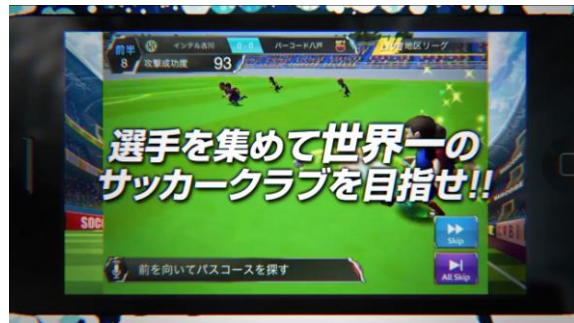 前半
8
インテル古川 0-0 バーコード八戸
地区リーグ
攻撃成功度 93
選手を集めて世界一の
サッカークラブを目指せ!!
SOC
Skip
All Skip
前を向いてパスコースを探す